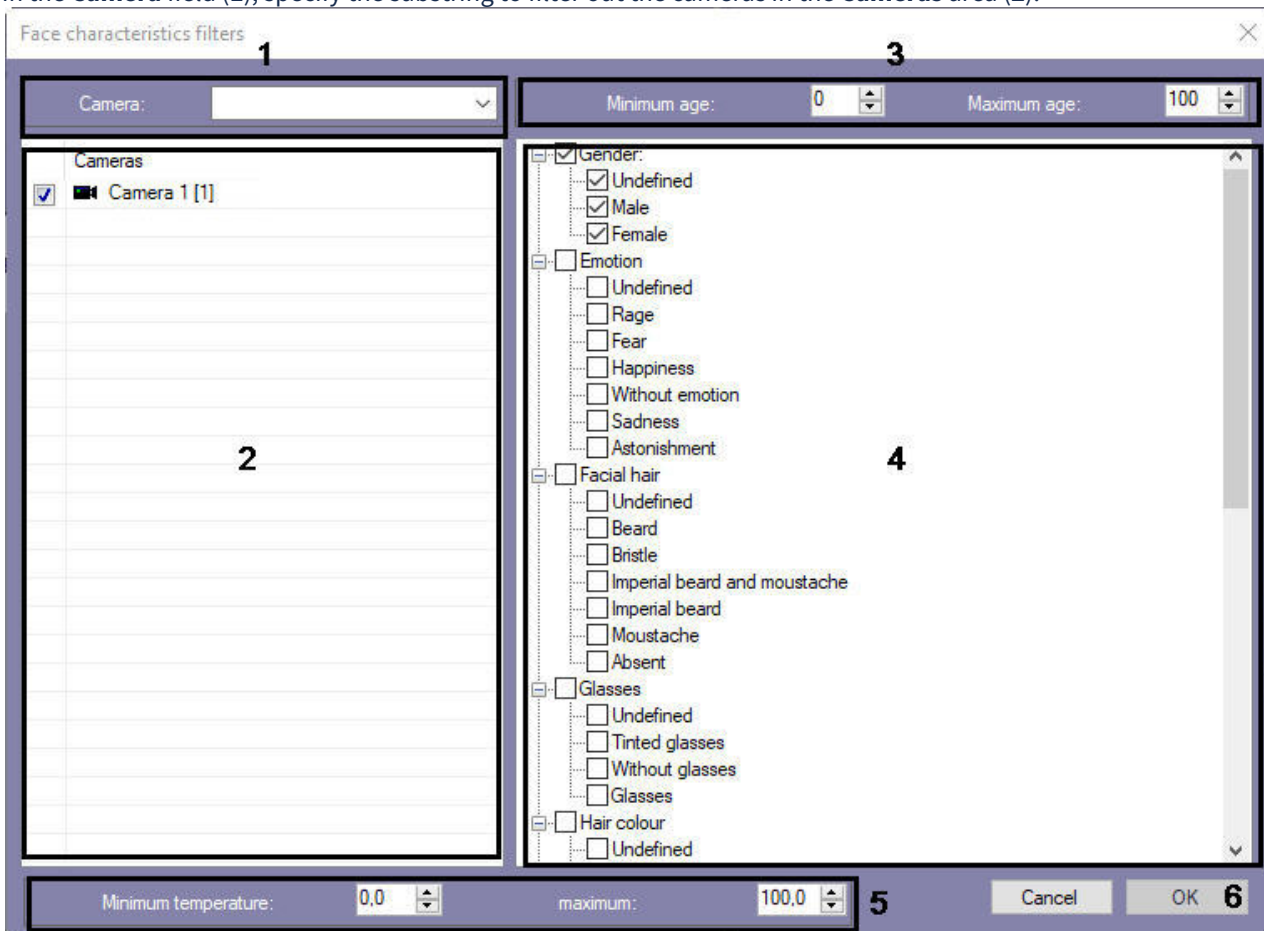 In the Camera field (1), specify the substring to filter out the cameras in the Cameras area (2).
Face characteristics filters
1
3
Camera:
Minimum age: 0 Maximum age: 100
Cameras
Camera 1 [1]
2
Gender:
Undefined
Male
Female
Emotion
Undefined
Rage
Fear
Happiness
Without emotion
Sadness
Astonishment
4
Facial hair
Undefined
Beard
Bristle
Imperial beard and moustache
Imperial beard
Moustache
Absent
Glasses
Undefined
Tinted glasses
Without glasses
Glasses
Hair colour
Undefined
Minimum temperature: 0,0 maximum: 100,0 5
Cancel OK 6